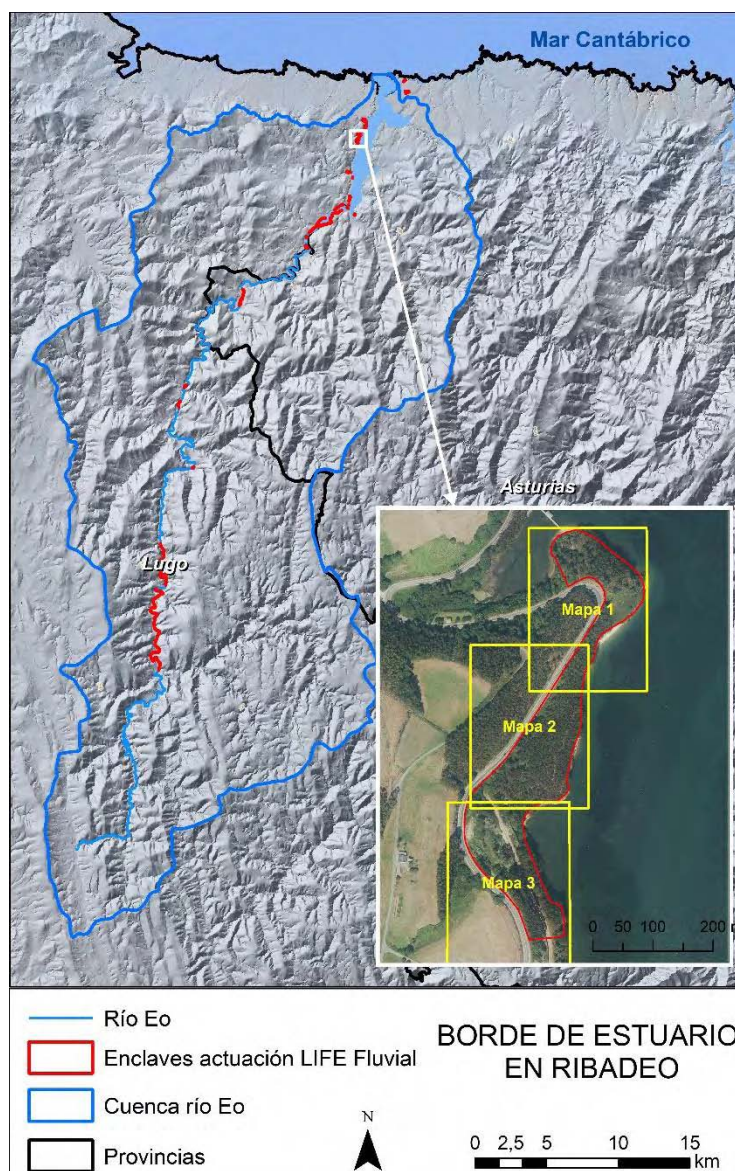 Mar Cantábrico
Asturias
Lugo
Mapa 1
Mapa 2
Mapa 3
0 50 100 200 m
Río Eo
Enclaves actuación LIFE Fluvial
Cuenca río Eo
Provincias
N
BORDE DE ESTUARIO
EN RIBADEO
0 2,5 5 10 15
km